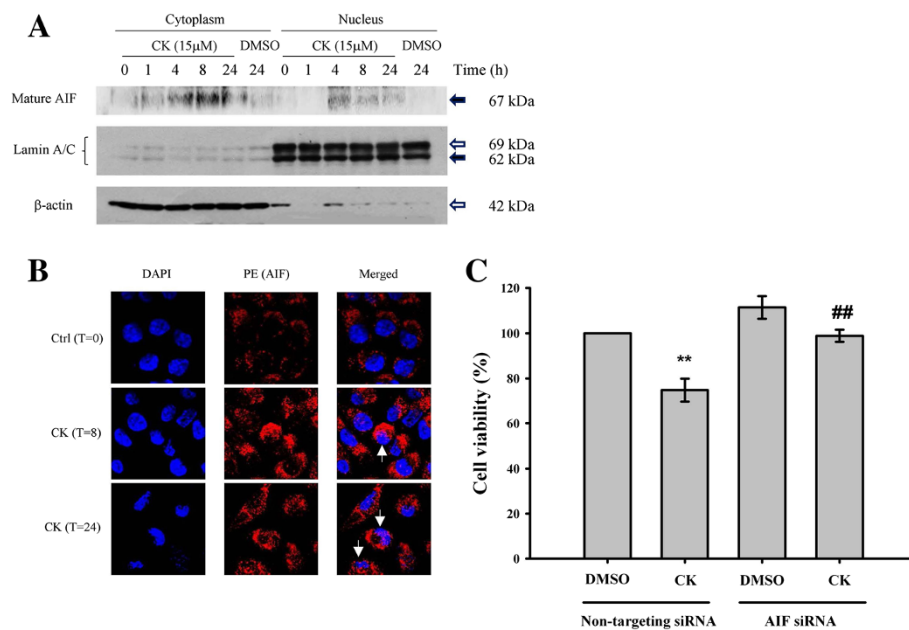 A
Cytoplasm Nucleus
CK (15μM) DMSO CK (15μM) DMSO
0 1 4 8 24 24 0 1 4 8 24 24 Time (h)
Mature AIF 67 kDa
Lamin A/C 69 kDa
62 kDa
β-actin 42 kDa
B
DAPI PE (AIF) Merged
Ctrl (T=0)
CK (T=8)
CK (T=24)
C
Cell viability (%)
120
100
80
60
40
20
0
**
##
DMSO CK DMSO CK
Non-targeting siRNA AIF siRNA